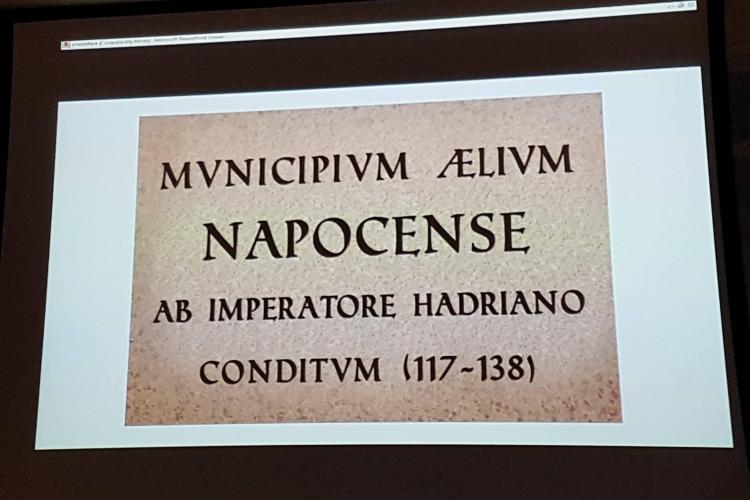 MVNICIPIVM ÆLIVM
NAPOCENSE
AB IMPERATORE HADRIANO
CONDITVM (117-138)